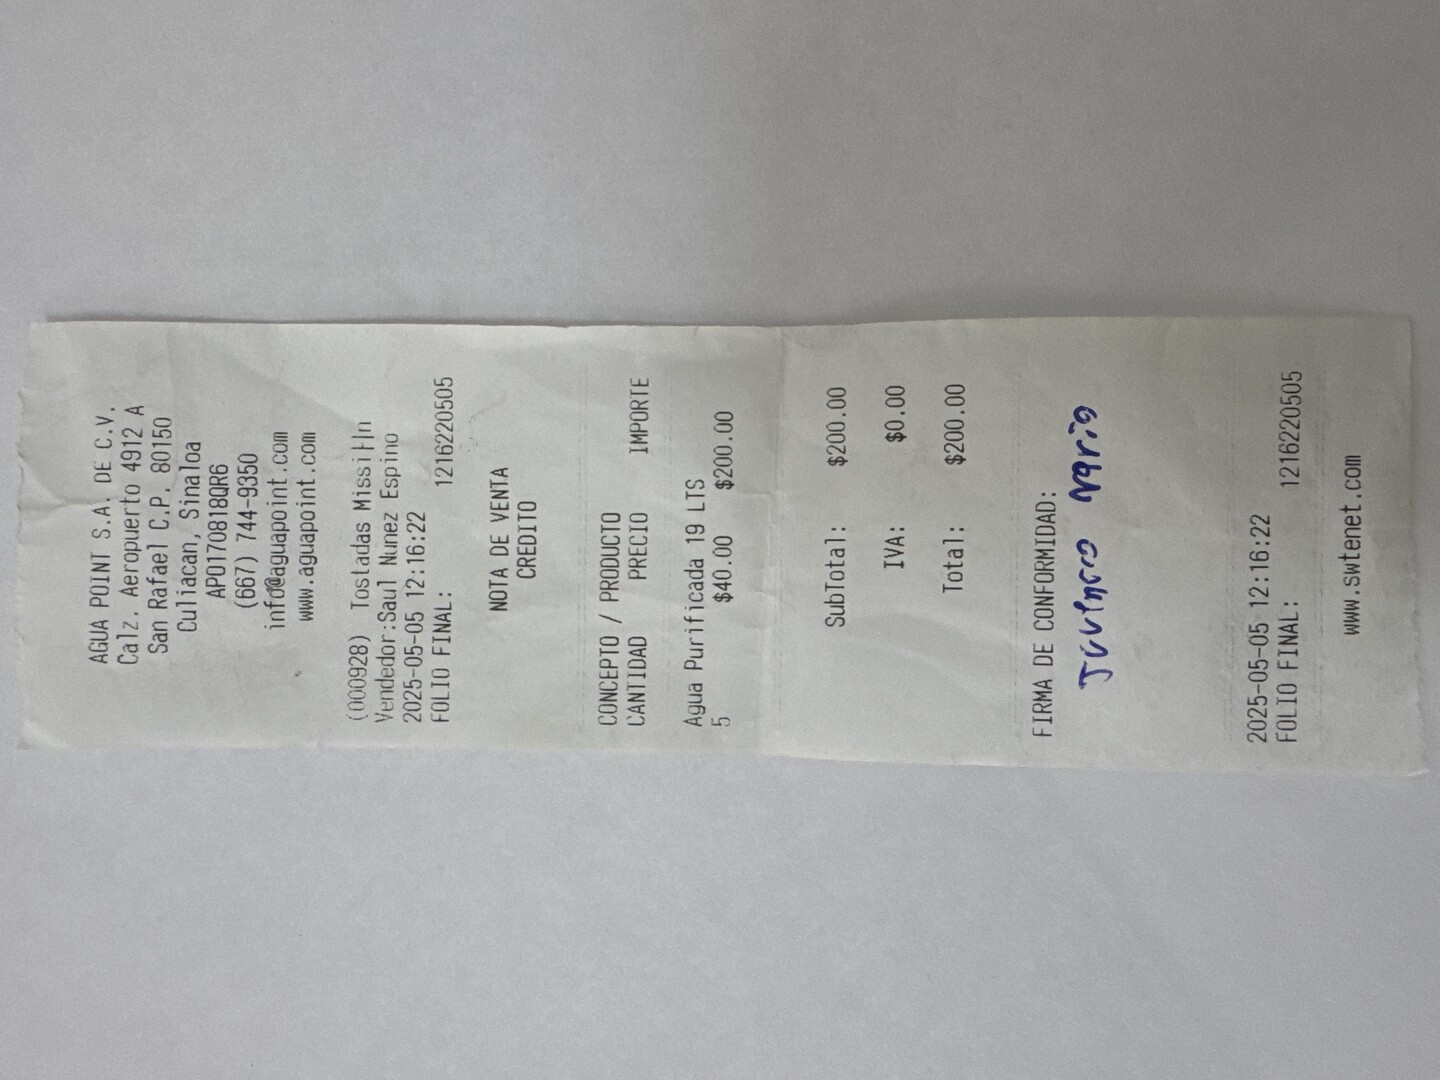 AGUA POINT S.A. DE C.V.
Calz. Aeropuerto 4912 A
San Rafael C.P. 80150
Culiacan, Sinaloa
APO170818QR6
(667) 744-9350
info@aguapoint.com
www.aguapoint.com
(000928) Tostadas
Vendedor:Saul Nunez Espino
2025-05-05 12:16:22
FOLIO FINAL: 1216220505
NOTA DE VENTA
CREDITO
CONCEPTO / PRODUCTO
CANTIDAD PRECIO IMPORTE
Agua Purificada 19 LTS
5 $40.00 $200.00
SubTotal: $200.00
IVA: $0.00
Total: $200.00
FIRMA DE CONFORMIDAD:
2025-05-05 12:16:22
FOLIO FINAL: 1216220505
www.swtenet.com